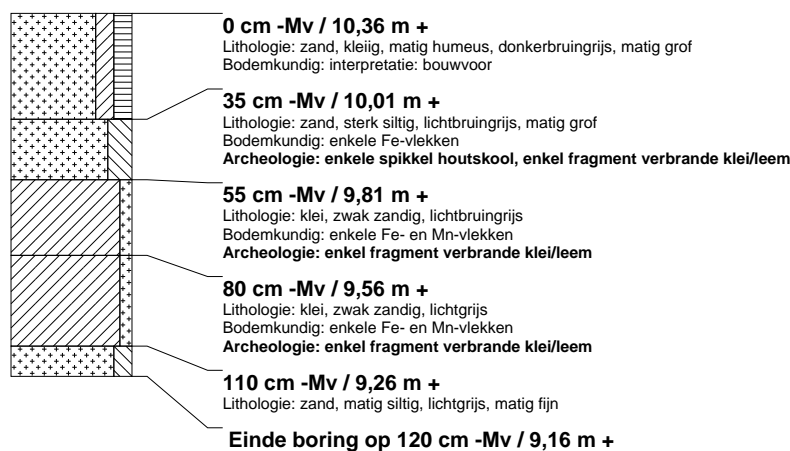 0 cm -Mv / 10,36 m +
Lithologie: zand, kleiig, matig humeus, donkerbruingrijs, matig grof
Bodemkundig: interpretatie: bouwvoor
35 cm -Mv / 10,01 m +
Lithologie: zand, sterk siltig, lichtbruingrijs, matig grof
Bodemkundig: enkele Fe-vlekken
Archeologie: enkele spikkel houtskool, enkel fragment verbrande klei/leem
55 cm -Mv / 9,81 m +
Lithologie: klei, zwak zandig, lichtbruingrijs
Bodemkundig: enkele Fe- en Mn-vlekken
Archeologie: enkel fragment verbrande klei/leem
80 cm -Mv / 9,56 m +
Lithologie: klei, zwak zandig, lichtgrijs
Bodemkundig: enkele Fe- en Mn-vlekken
Archeologie: enkel fragment verbrande klei/leem
110 cm -Mv / 9,26 m +
Lithologie: zand, matig siltig, lichtgrijs, matig fijn
Einde boring op 120 cm -Mv / 9,16 m +